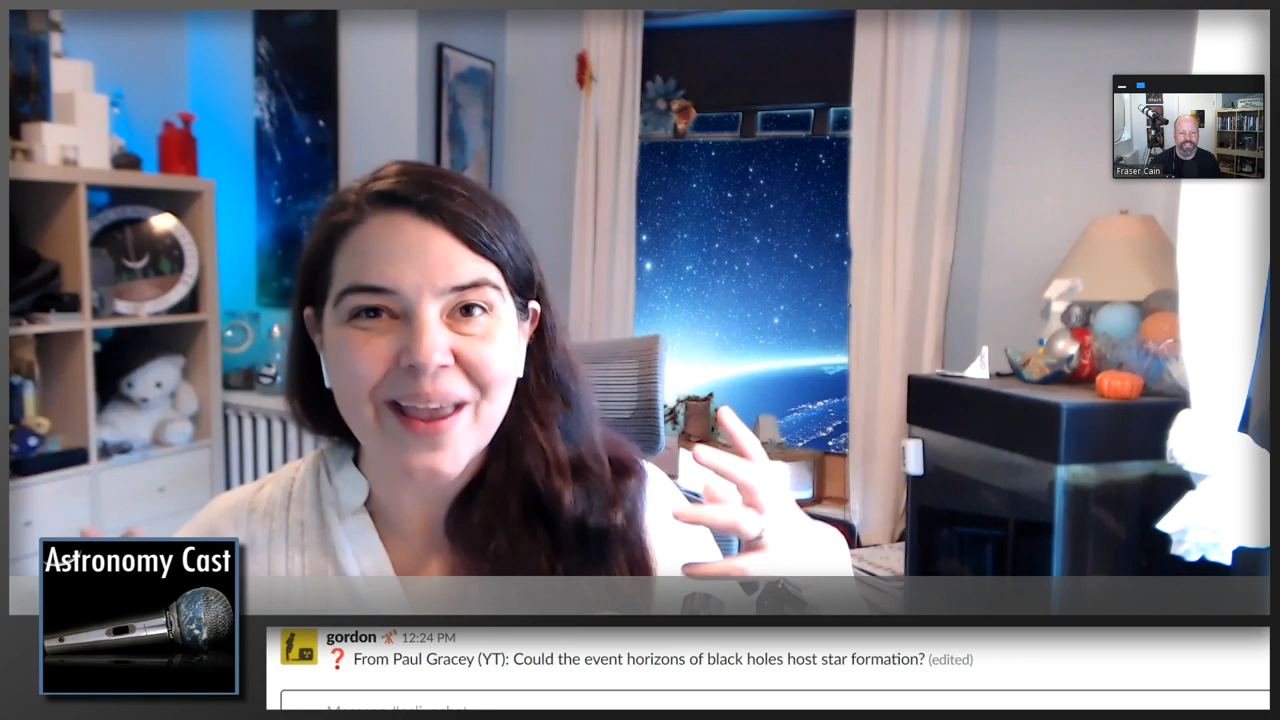 Fraser Cain
Astronomy Cast
gordon 12:24 PM
❓ From Paul Gracey (YT): Could the event horizons of black holes host star formation? (edited)